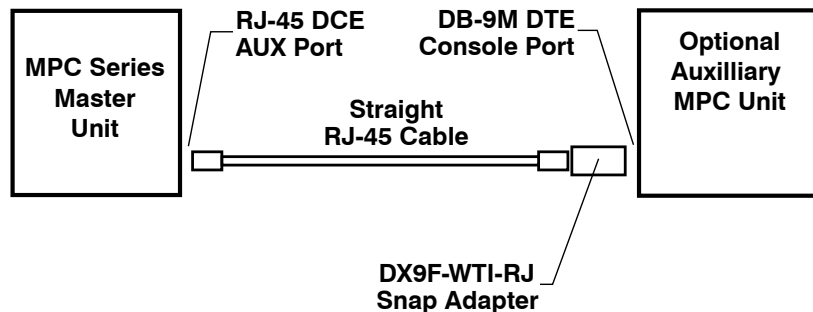 RJ-45 DCE
AUX Port
DB-9M DTE
Console Port
MPC Series
Master
Unit
Optional
Auxilliary
MPC Unit
Straight
RJ-45 Cable
DX9F-WTI-RJ
Snap Adapter